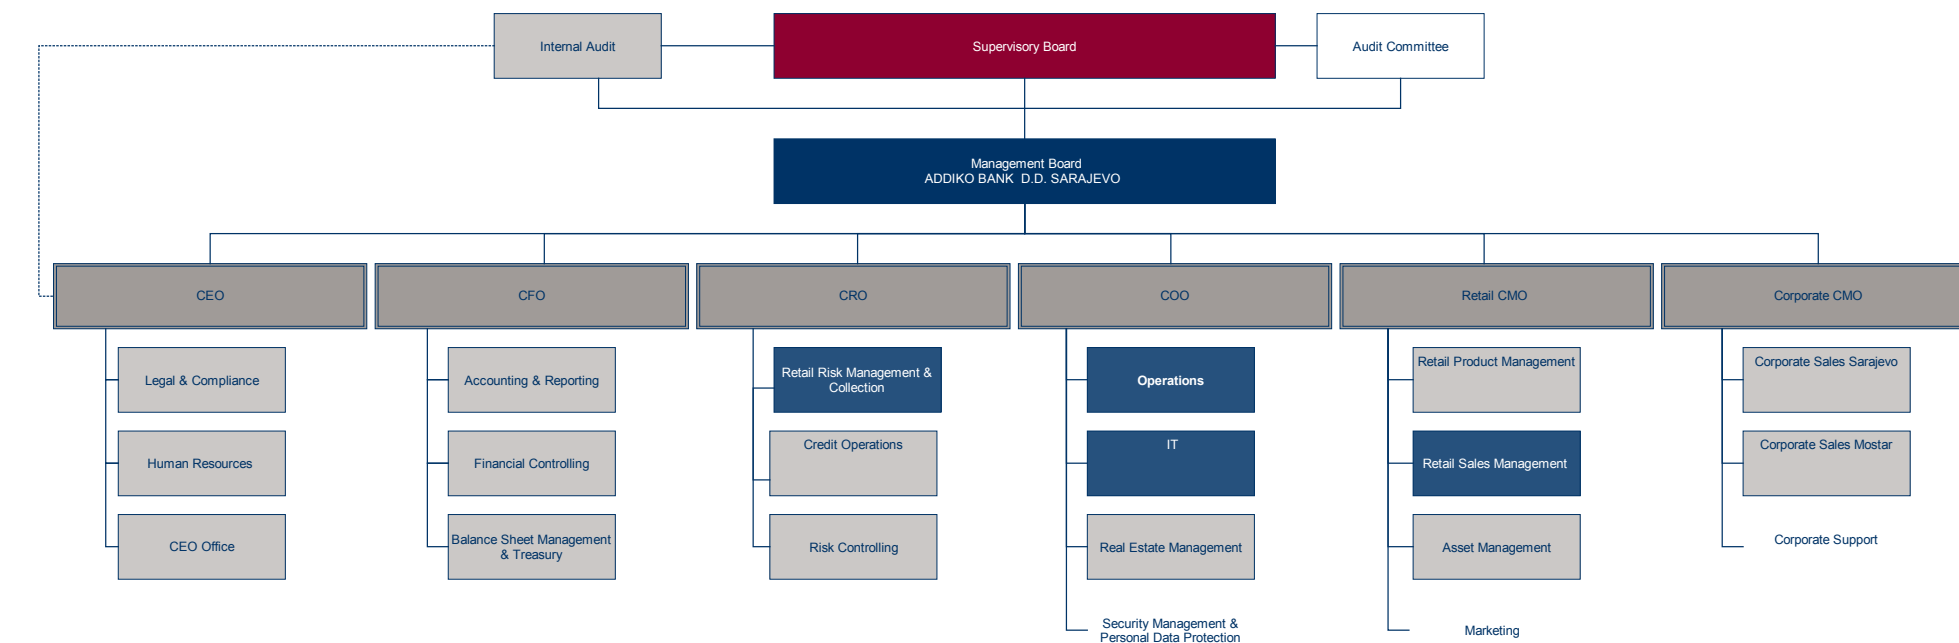 Internal Audit
Supervisory Board
Audit Committee
Management Board
ADDIKO BANK D.D. SARAJEVO
CEO
CFO
CRO
COO
Retail CMO
Corporate CMO
Legal & Compliance
Accounting & Reporting
Retail Risk Management &
Collection
Operations
Retail Product Management
Corporate Sales Sarajevo
Human Resources
Financial Controlling
Credit Operations
IT
Retail Sales Management
Corporate Sales Mostar
CEO Office
Balance Sheet Management
& Treasury
Risk Controlling
Real Estate Management
Asset Management
Corporate Support
Security Management &
Personal Data Protection
Marketing